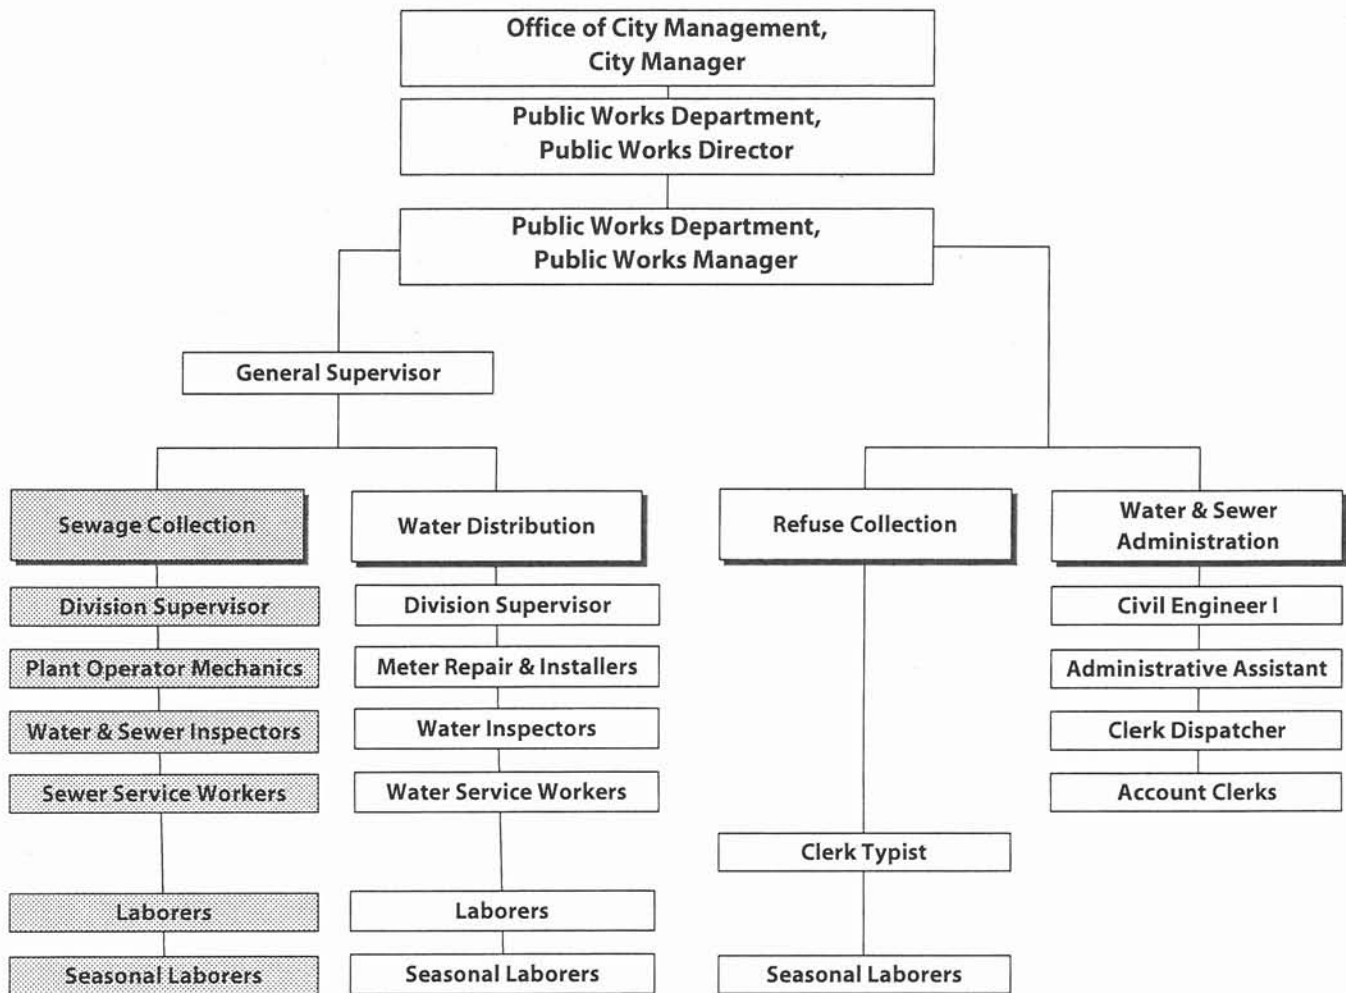 Office of City Management,
City Manager
Public Works Department,
Public Works Director
Public Works Department,
Public Works Manager
General Supervisor
Sewage Collection
Division Supervisor
Plant Operator Mechanics
Water & Sewer Inspectors
Sewer Service Workers
Laborers
Seasonal Laborers
Water Distribution
Division Supervisor
Meter Repair & Installers
Water Inspectors
Water Service Workers
Laborers
Seasonal Laborers
Refuse Collection
Clerk Typist
Seasonal Laborers
Water & Sewer
Administration
Civil Engineer I
Administrative Assistant
Clerk Dispatcher
Account Clerks